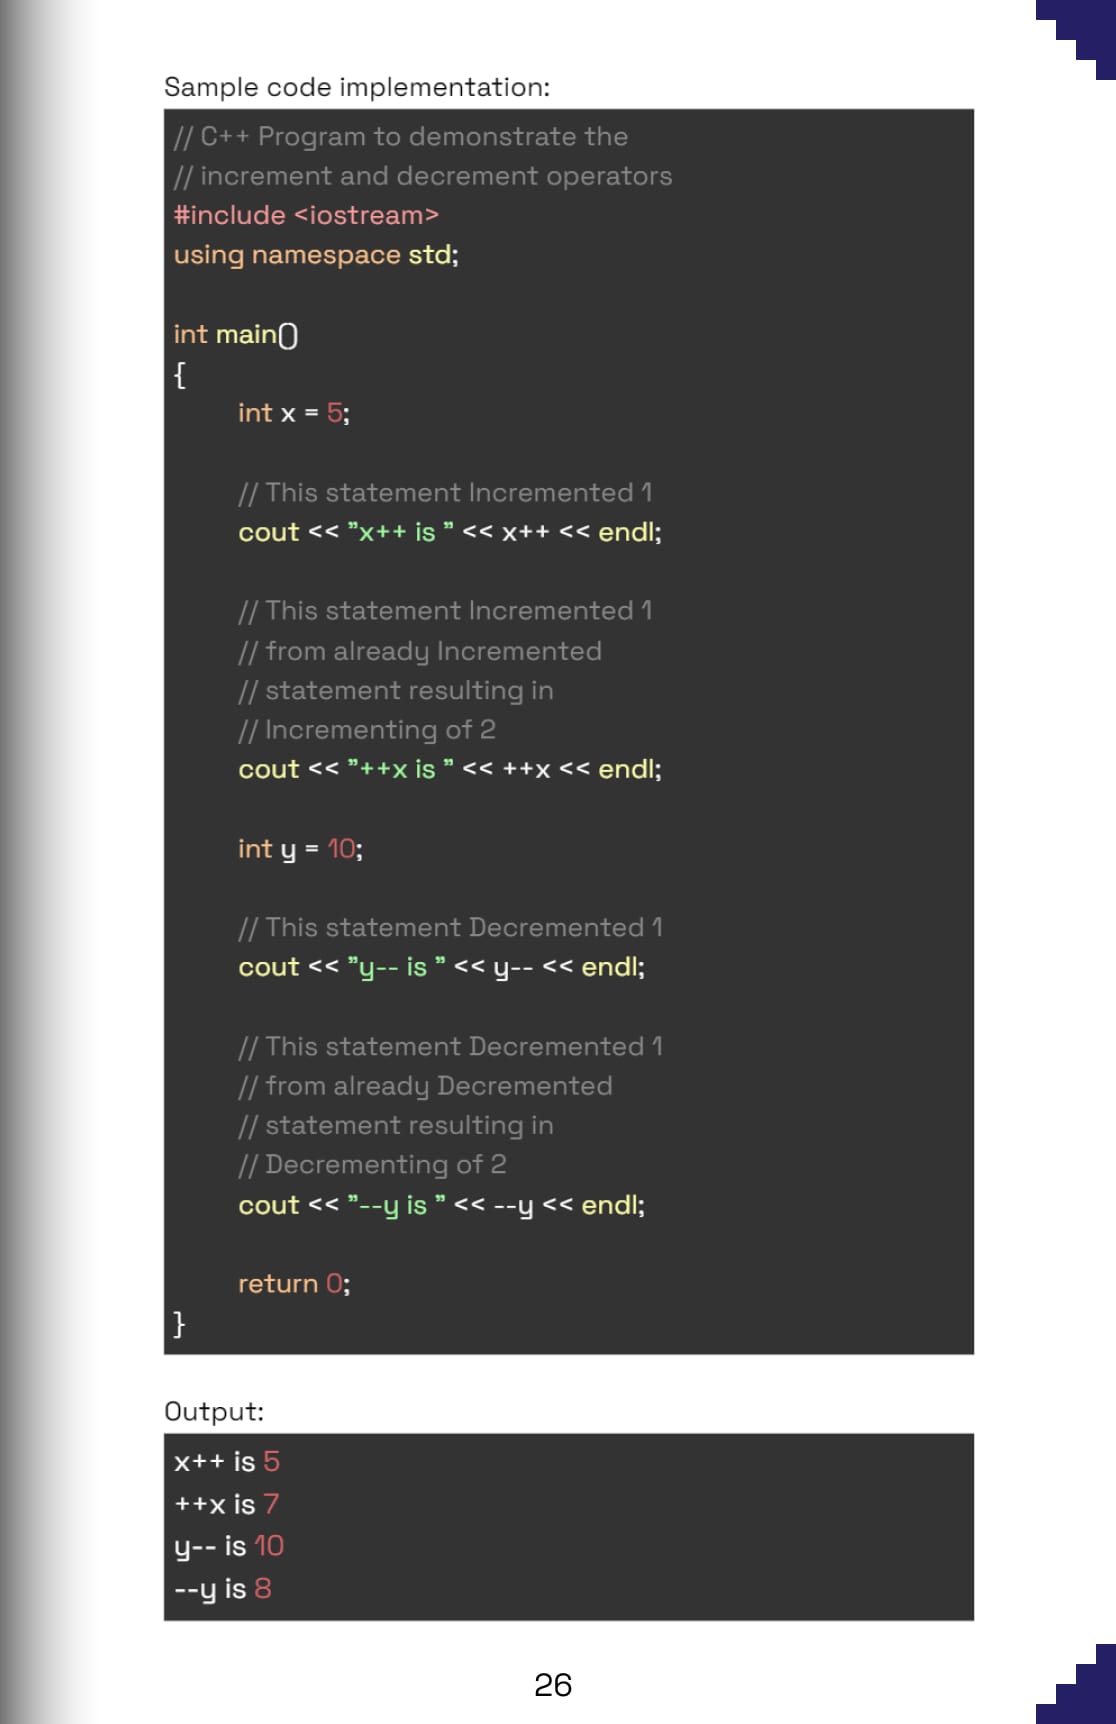 Sample code implementation:
// C++ Program to demonstrate the
// increment and decrement operators
#include <iostream>
using namespace std;
int main()
{
int x = 5;
// This statement Incremented 1
cout << ”x++ is ” << x++ << endl;
// This statement Incremented 1
// from already Incremented
// statement resulting in
// Incrementing of 2
cout << ”++x is ” << ++x << endl;
int y = 10;
// This statement Decremented 1
cout << ”y-- is ” << y-- << endl;
// This statement Decremented 1
// from already Decremented
// statement resulting in
// Decrementing of 2
cout << ”--y is ” << --y << endl;
return 0;
}
Output:
x++ is 5
++x is 7
y-- is 10
--y is 8
26